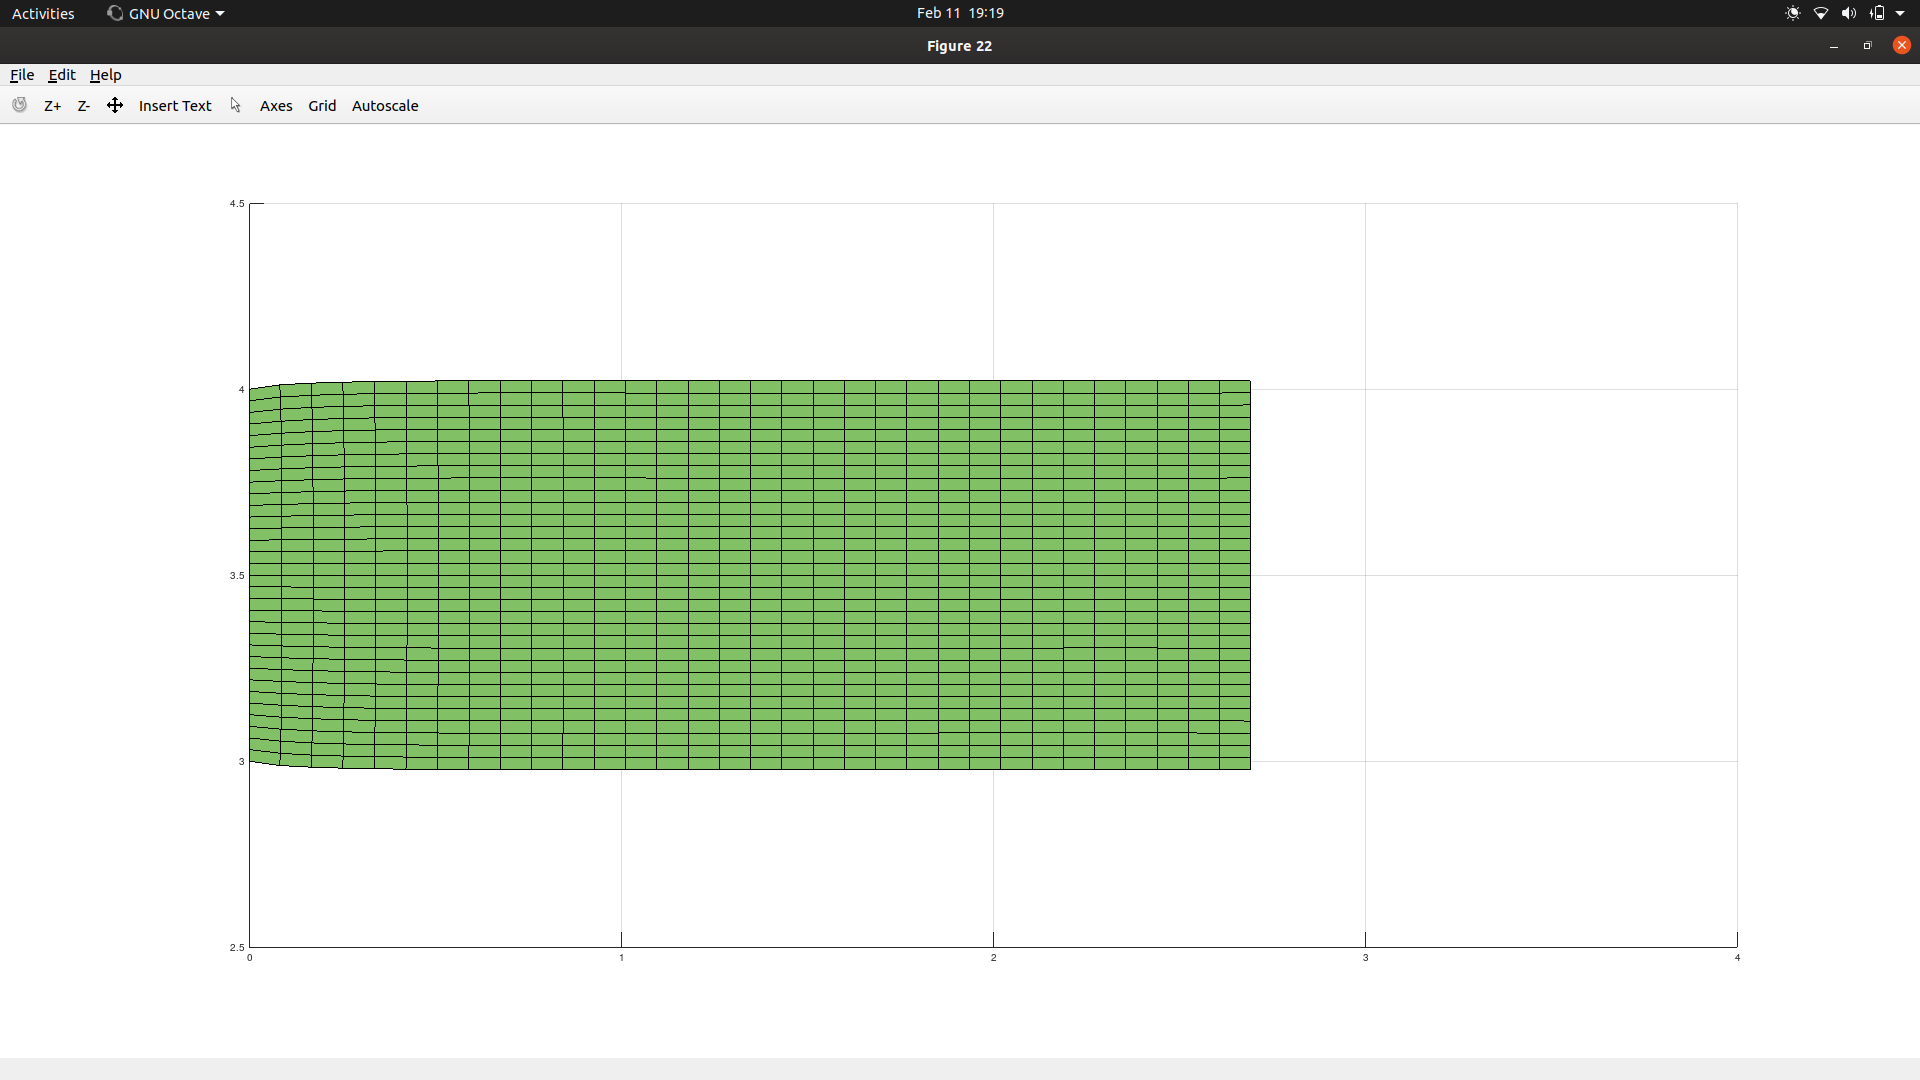 Activities GNU Octave Feb 11 19:19
Figure 22
File Edit Help
Z+ Z- Insert Text Axes Grid Autoscale
4.5
4
3.5
3
2.5
0 1 2 3 4